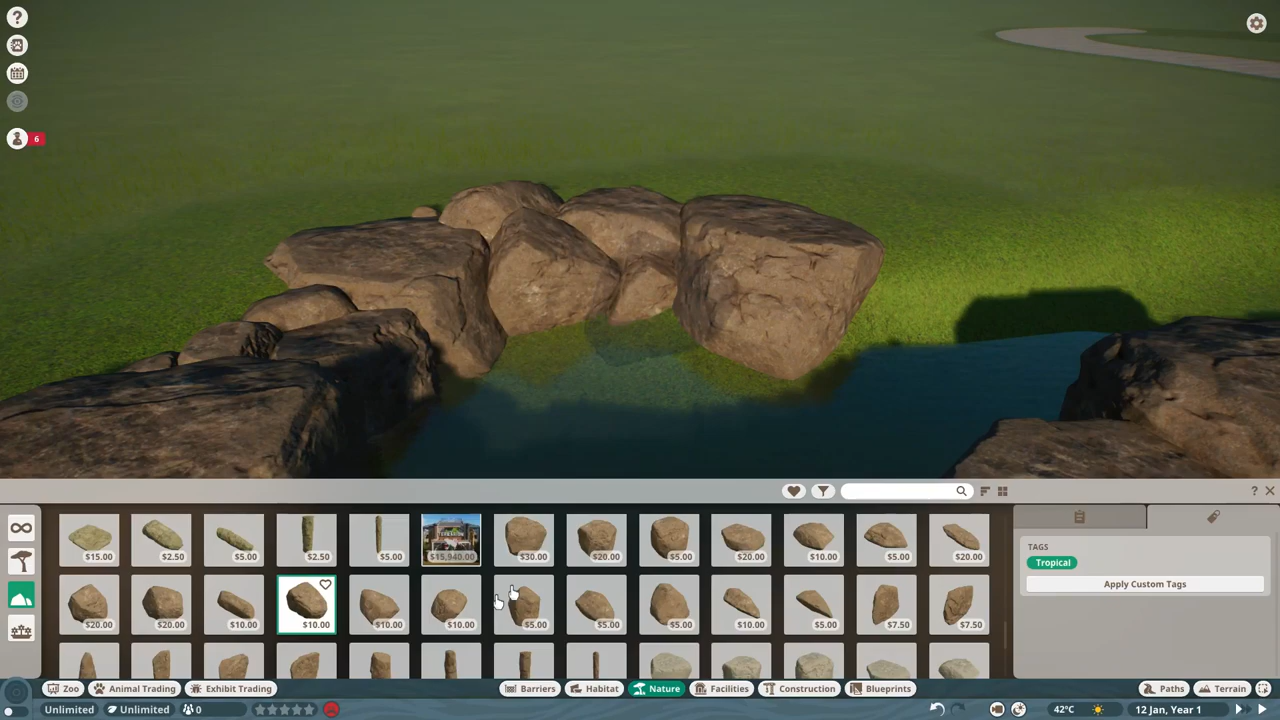 ?
6
? 
$15.00 $2.50 $5.00 $2.50 $5.00 $15,940.00 $30.00 $20.00 $5.00 $20.00 $10.00 $5.00 $20.00
TAGS
Tropical
Apply Custom Tags
$20.00 $20.00 $10.00 $10.00 $10.00 $10.00 $5.00 $5.00 $5.00 $10.00 $5.00 $7.50 $7.50
Zoo Animal Trading Exhibit Trading Barriers Habitat Nature Facilities Construction Blueprints Paths Terrain
Unlimited Unlimited 0 42°C 12 Jan, Year 1